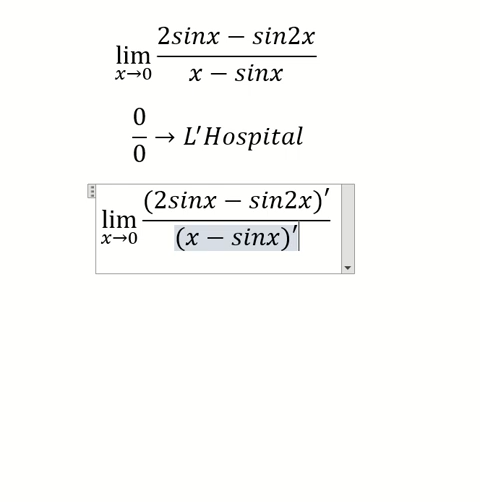 lim x→0 (2sinx − sin2x)/(x − sinx)
0/0 → L′Hospital
lim x→0 (2sinx − sin2x)′/(x − sinx)′